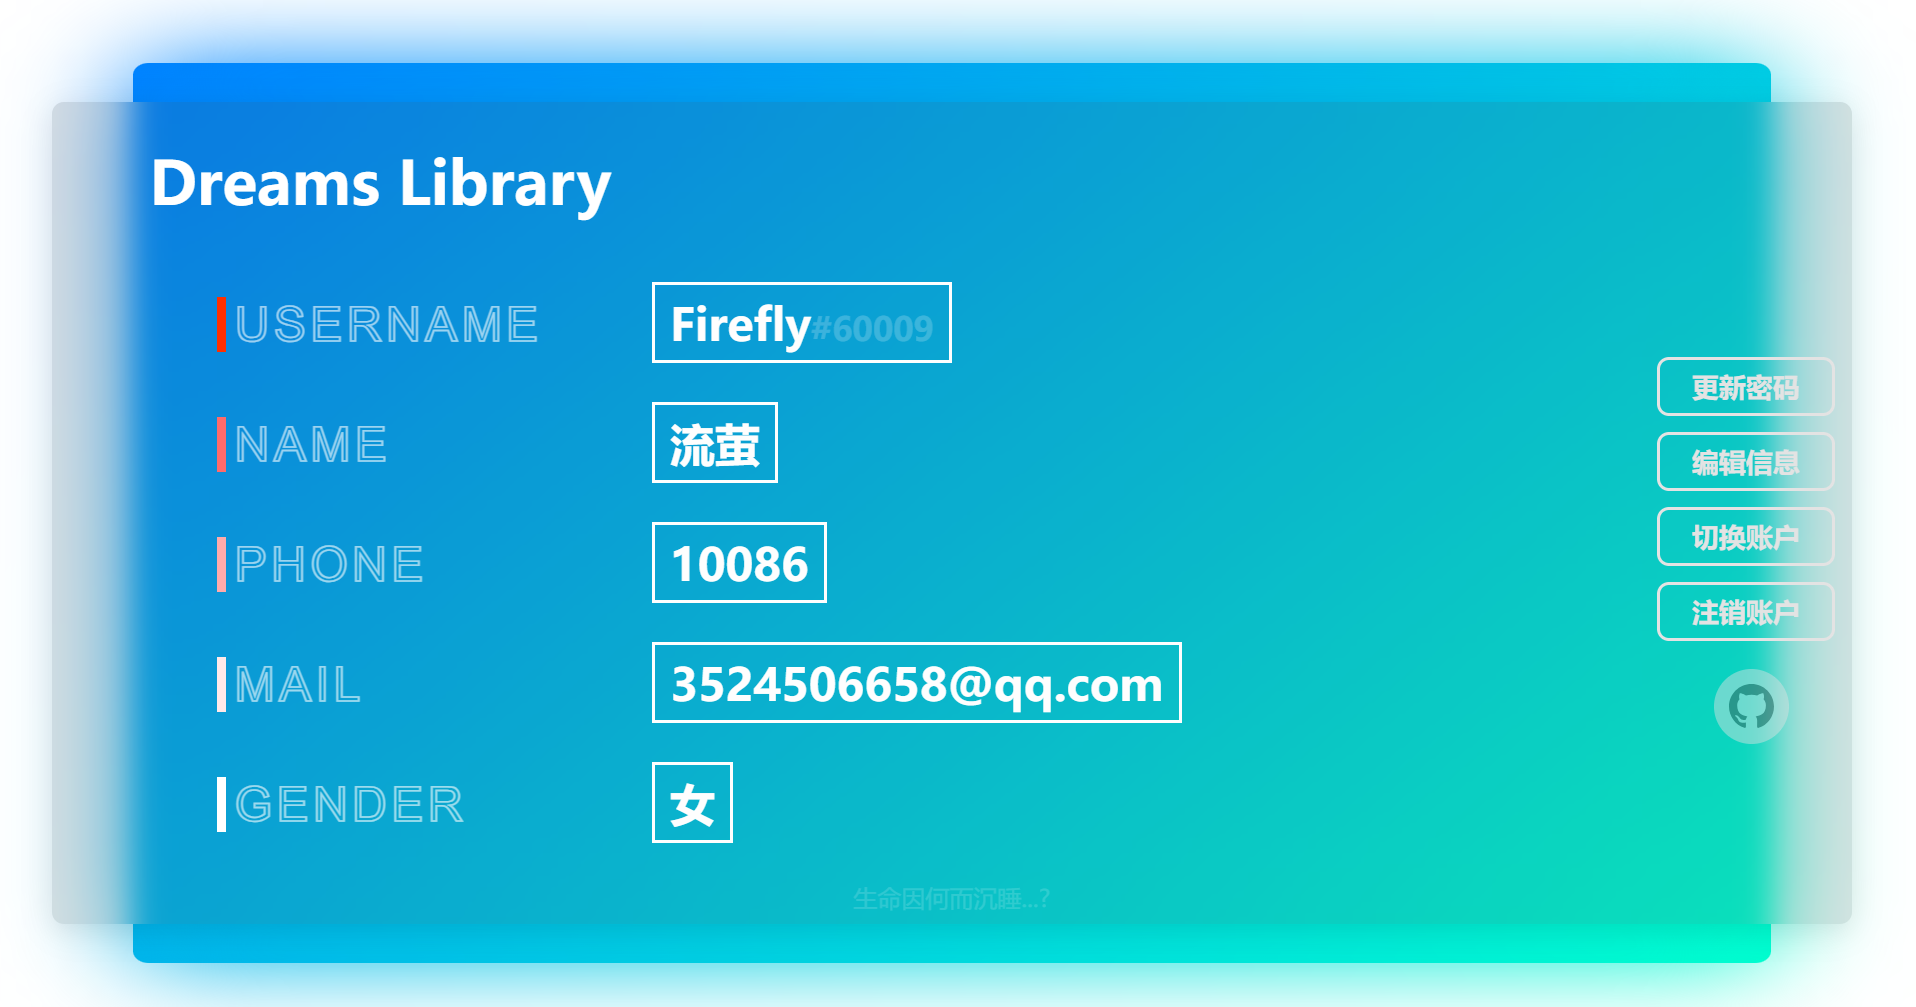 Dreams Library
USERNAME
Firefly#60009
NAME
流萤
PHONE
10086
MAIL
3524506658@qq.com
GENDER
女
更新密码
编辑信息
切换账户
注销账户
生命因何而沉睡...?